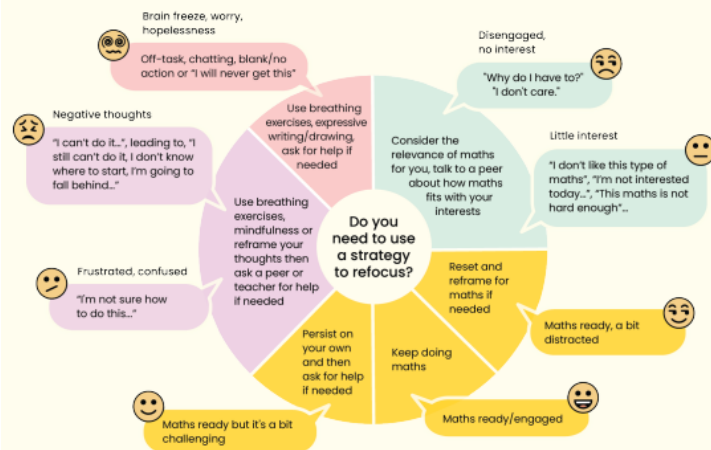 Brain freeze, worry,
hopelessness
Off-task, chatting, blank/no
action or “I will never get this”
Use breathing
exercises, expressive
writing/drawing,
ask for help if
needed
Disengaged,
no interest
"Why do I have to?"
"I don't care."
Consider the
relevance of maths
for you, talk to a peer
about how maths
fits with your
interests
Little interest
“I don’t like this type of
maths”, “I’m not interested
today...”, “This maths is not
hard enough”...
Negative thoughts
“I can’t do it...”, leading to, “I
still can’t do it, I don’t know
where to start, I’m going to
fall behind...”
Use breathing
exercises,
mindfulness or
reframe your
thoughts then
ask a peer or
teacher for help
if needed
Frustrated, confused
“I'm not sure how
to do this...”
Do you
need to use
a strategy
to refocus?
Reset and
reframe for
maths if
needed
Maths ready, a bit
distracted
Keep doing
maths
Maths ready/engaged
Persist on
your own
and then
ask for help
if needed
Maths ready but it's a bit
challenging